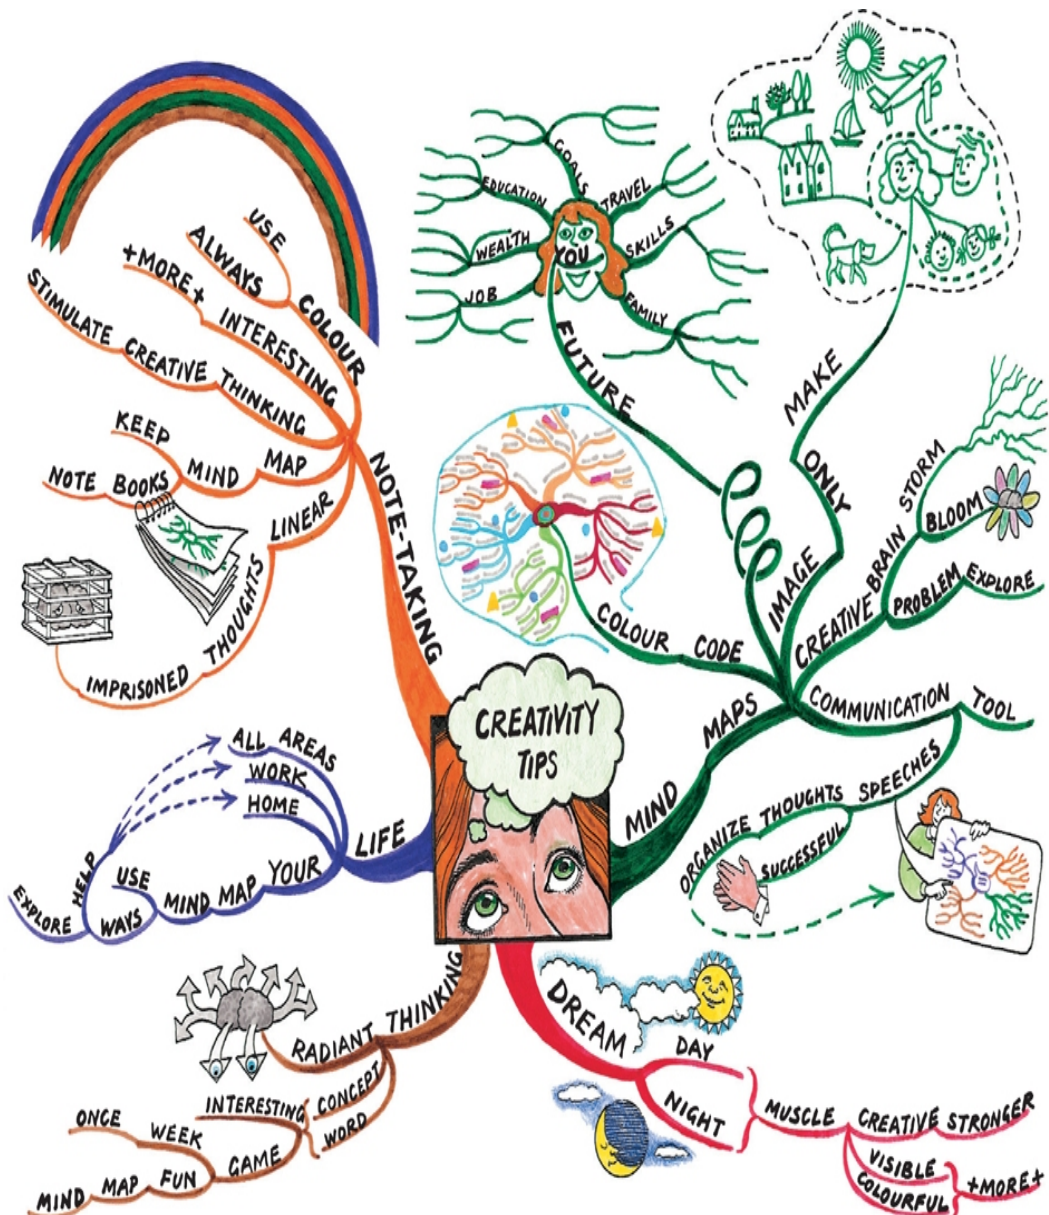 CREATIVITY
TIPS
NOTE-TAKING
COLOUR
ALWAYS
USE
INTERESTING
+MORE+
THINKING
CREATIVE
STIMULATE
MAP
MIND
KEEP
BOOKS
NOTE
LINEAR
THOUGHTS
IMPRISONED
MIND MAPS
COLOUR CODE
FUTURE
YOU
GOALS
TRAVEL
SKILLS
FAMILY
JOB
WEALTH
EDUCATION
IMAGE
ONLY
MAKE
CREATIVE
BRAIN STORM
BLOOM
PROBLEM EXPLORE
COMMUNICATION TOOL
SPEECHES
THOUGHTS
ORGANIZE
SUCCESSFUL
DREAM
DAY
NIGHT
MUSCLE
CREATIVE STRONGER
VISIBLE
COLOURFUL
+MORE+
THINKING
RADIANT
CONCEPT
WORD
INTERESTING
GAME
WEEK
ONCE
FUN
MAP
MIND
LIFE
ALL AREAS
WORK
HOME
YOUR
MIND MAP
USE
WAYS
HELP
EXPLORE